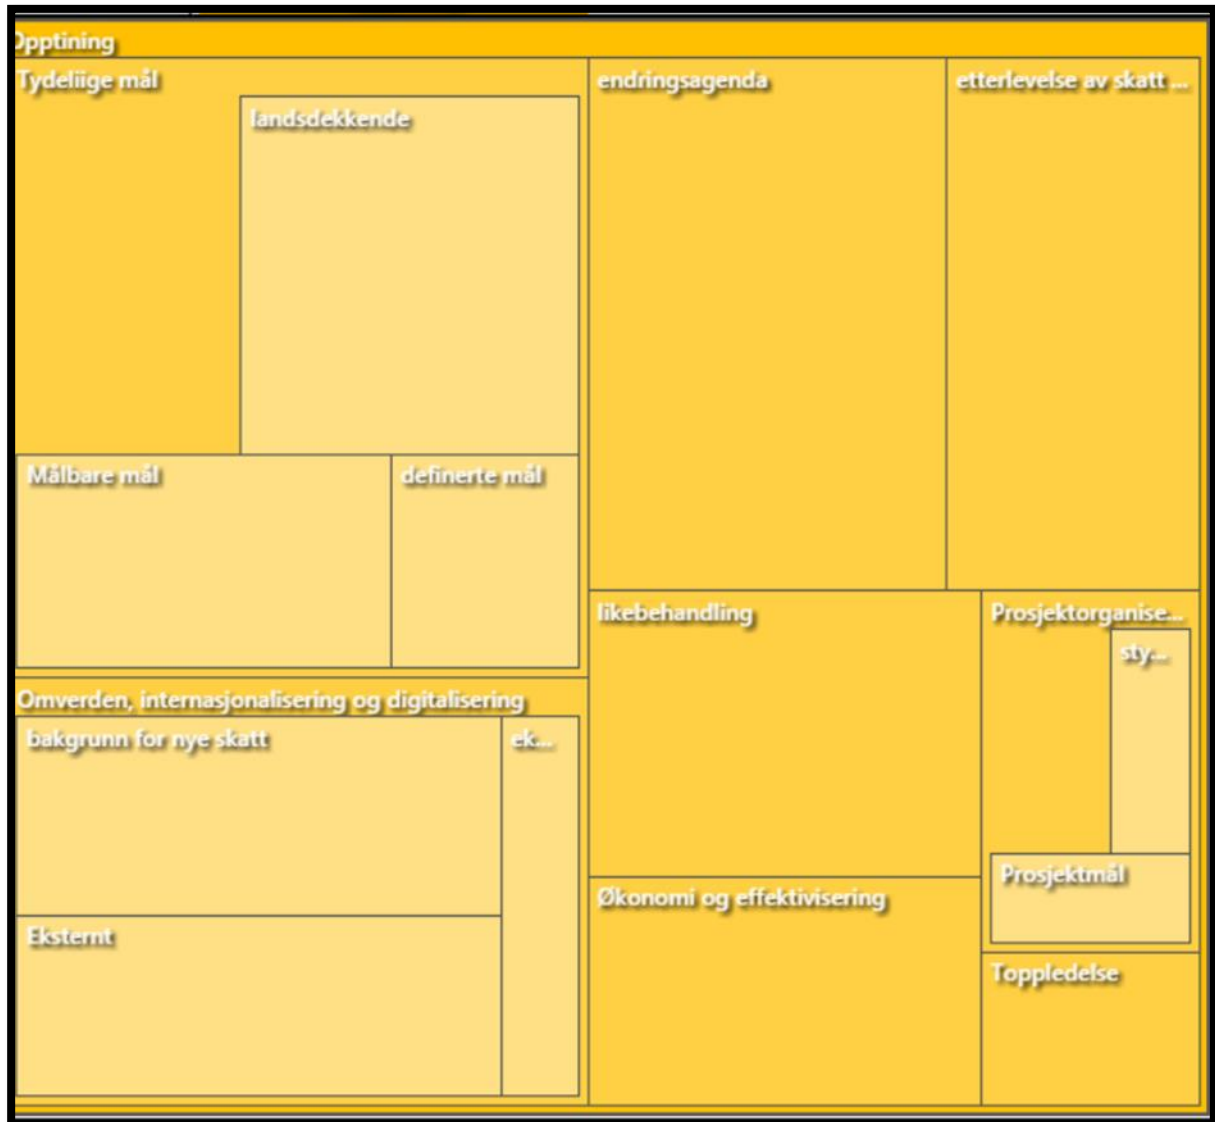 Opptining
Tydeliige mål
landsdekkende
Målbare mål
definerte mål
Omverden, internasjonalisering og digitalisering
bakgrunn for nye skatt
ek...
Eksternt
endringsagenda
etterlevelse av skatt ...
likebehandling
Prosjektorganise...
sty...
Prosjektmål
Økonomi og effektivisering
Toppledelse